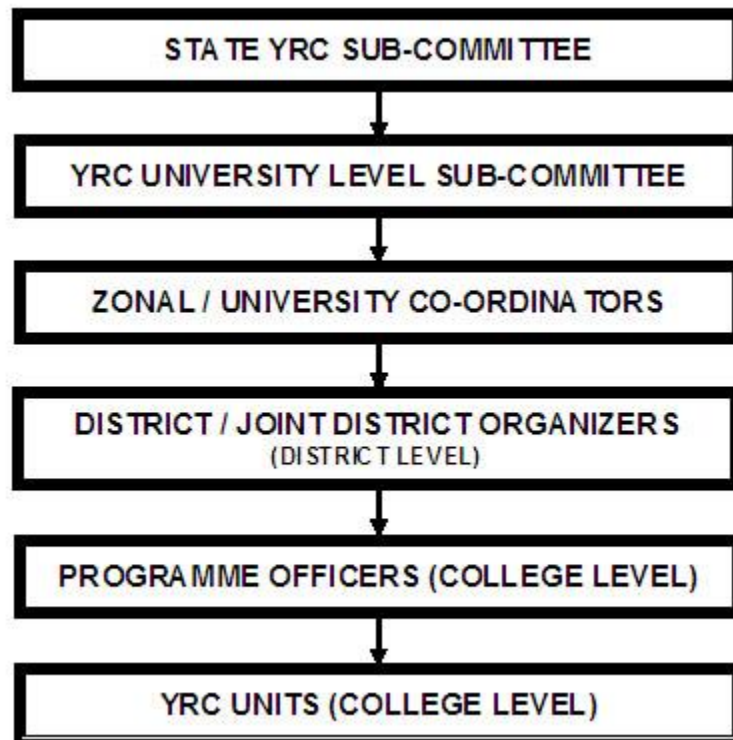 STATE YRC SUB-COMMITTEE
YRC UNIVERSITY LEVEL SUB-COMMITTEE
ZONAL / UNIVERSITY CO-ORDINATORS
DISTRICT / JOINT DISTRICT ORGANIZERS
(DISTRICT LEVEL)
PROGRAMME OFFICERS (COLLEGE LEVEL)
YRC UNITS (COLLEGE LEVEL)